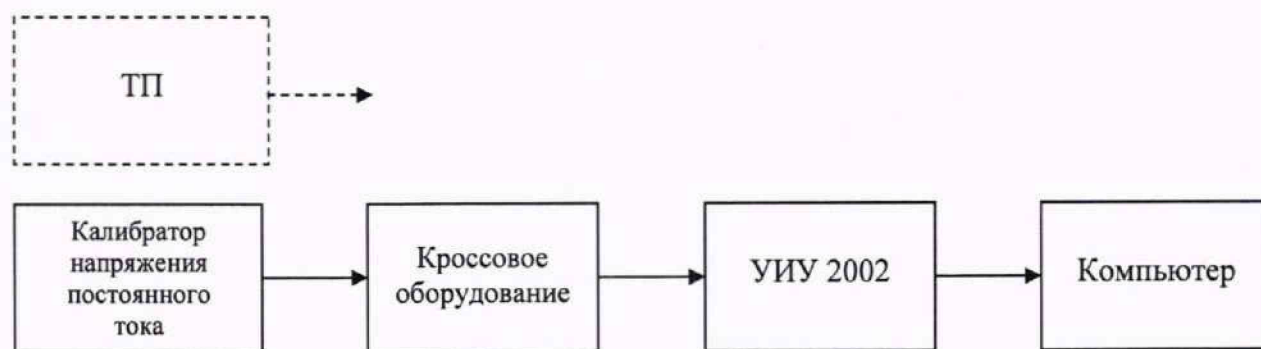 ТП
Калибратор
напряжения
постоянного
тока
Кроссовое
оборудование
УИУ 2002
Компьютер